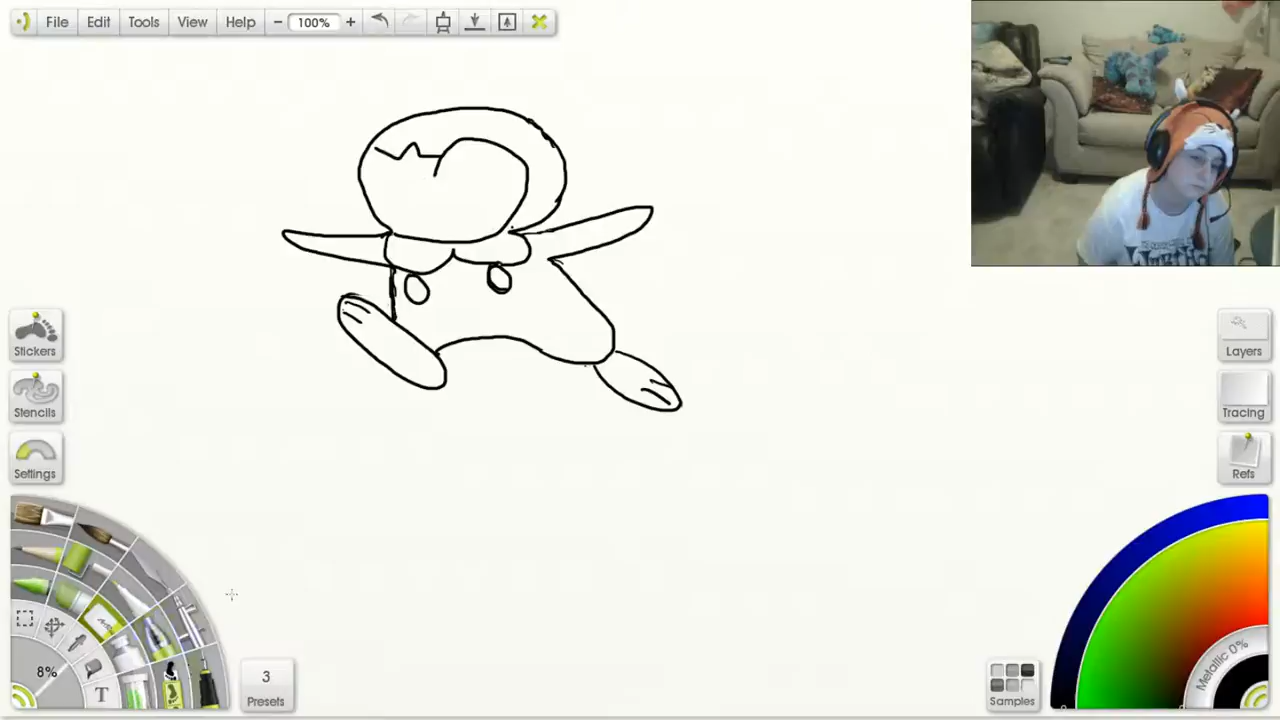 File Edit Tools View Help − 100% +
Stickers
Stencils
Settings
8%
T
3
Presets
Layers
Tracing
Refs
Metallic 0%
Samples